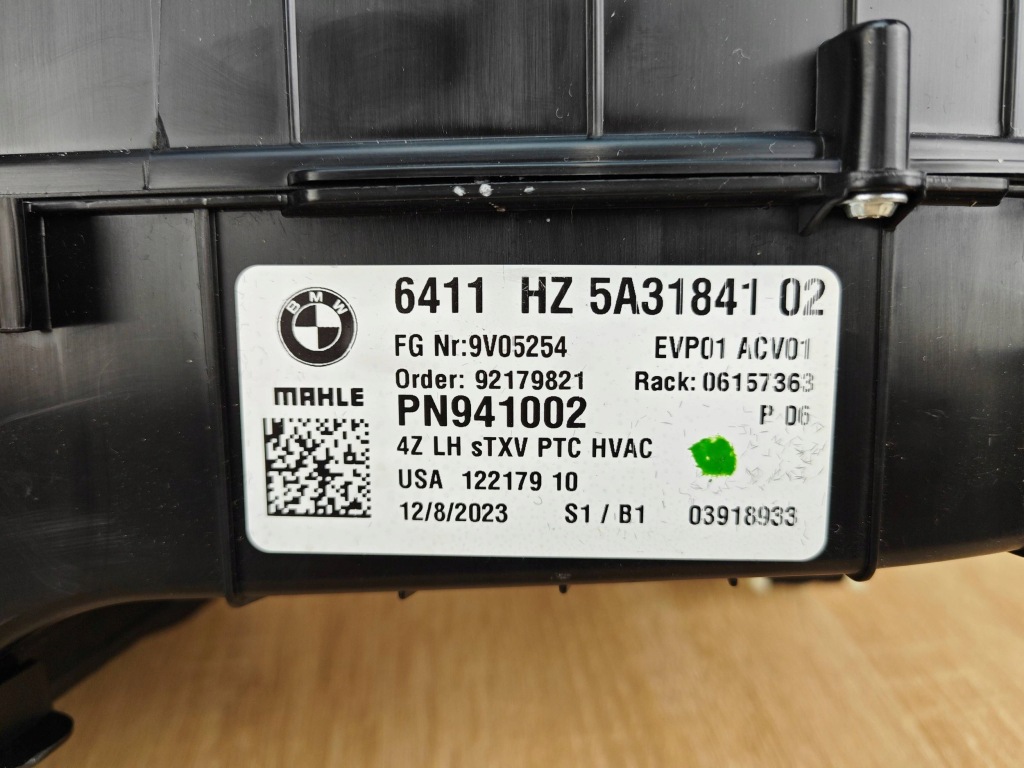 BMW
6411 HZ 5A31841 02
FG Nr:9V05254 EVP01 ACV01
Order: 92179821 Rack: 06157363
MAHLE
PN941002 P D6
4Z LH sTXV PTC HVAC
USA 122179 10
12/8/2023 S1 / B1 03918933